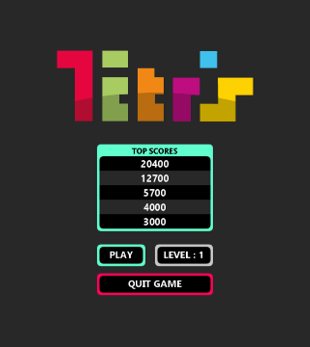 Tetris
TOP SCORES
20400
12700
5700
4000
3000
PLAY
LEVEL : 1
QUIT GAME